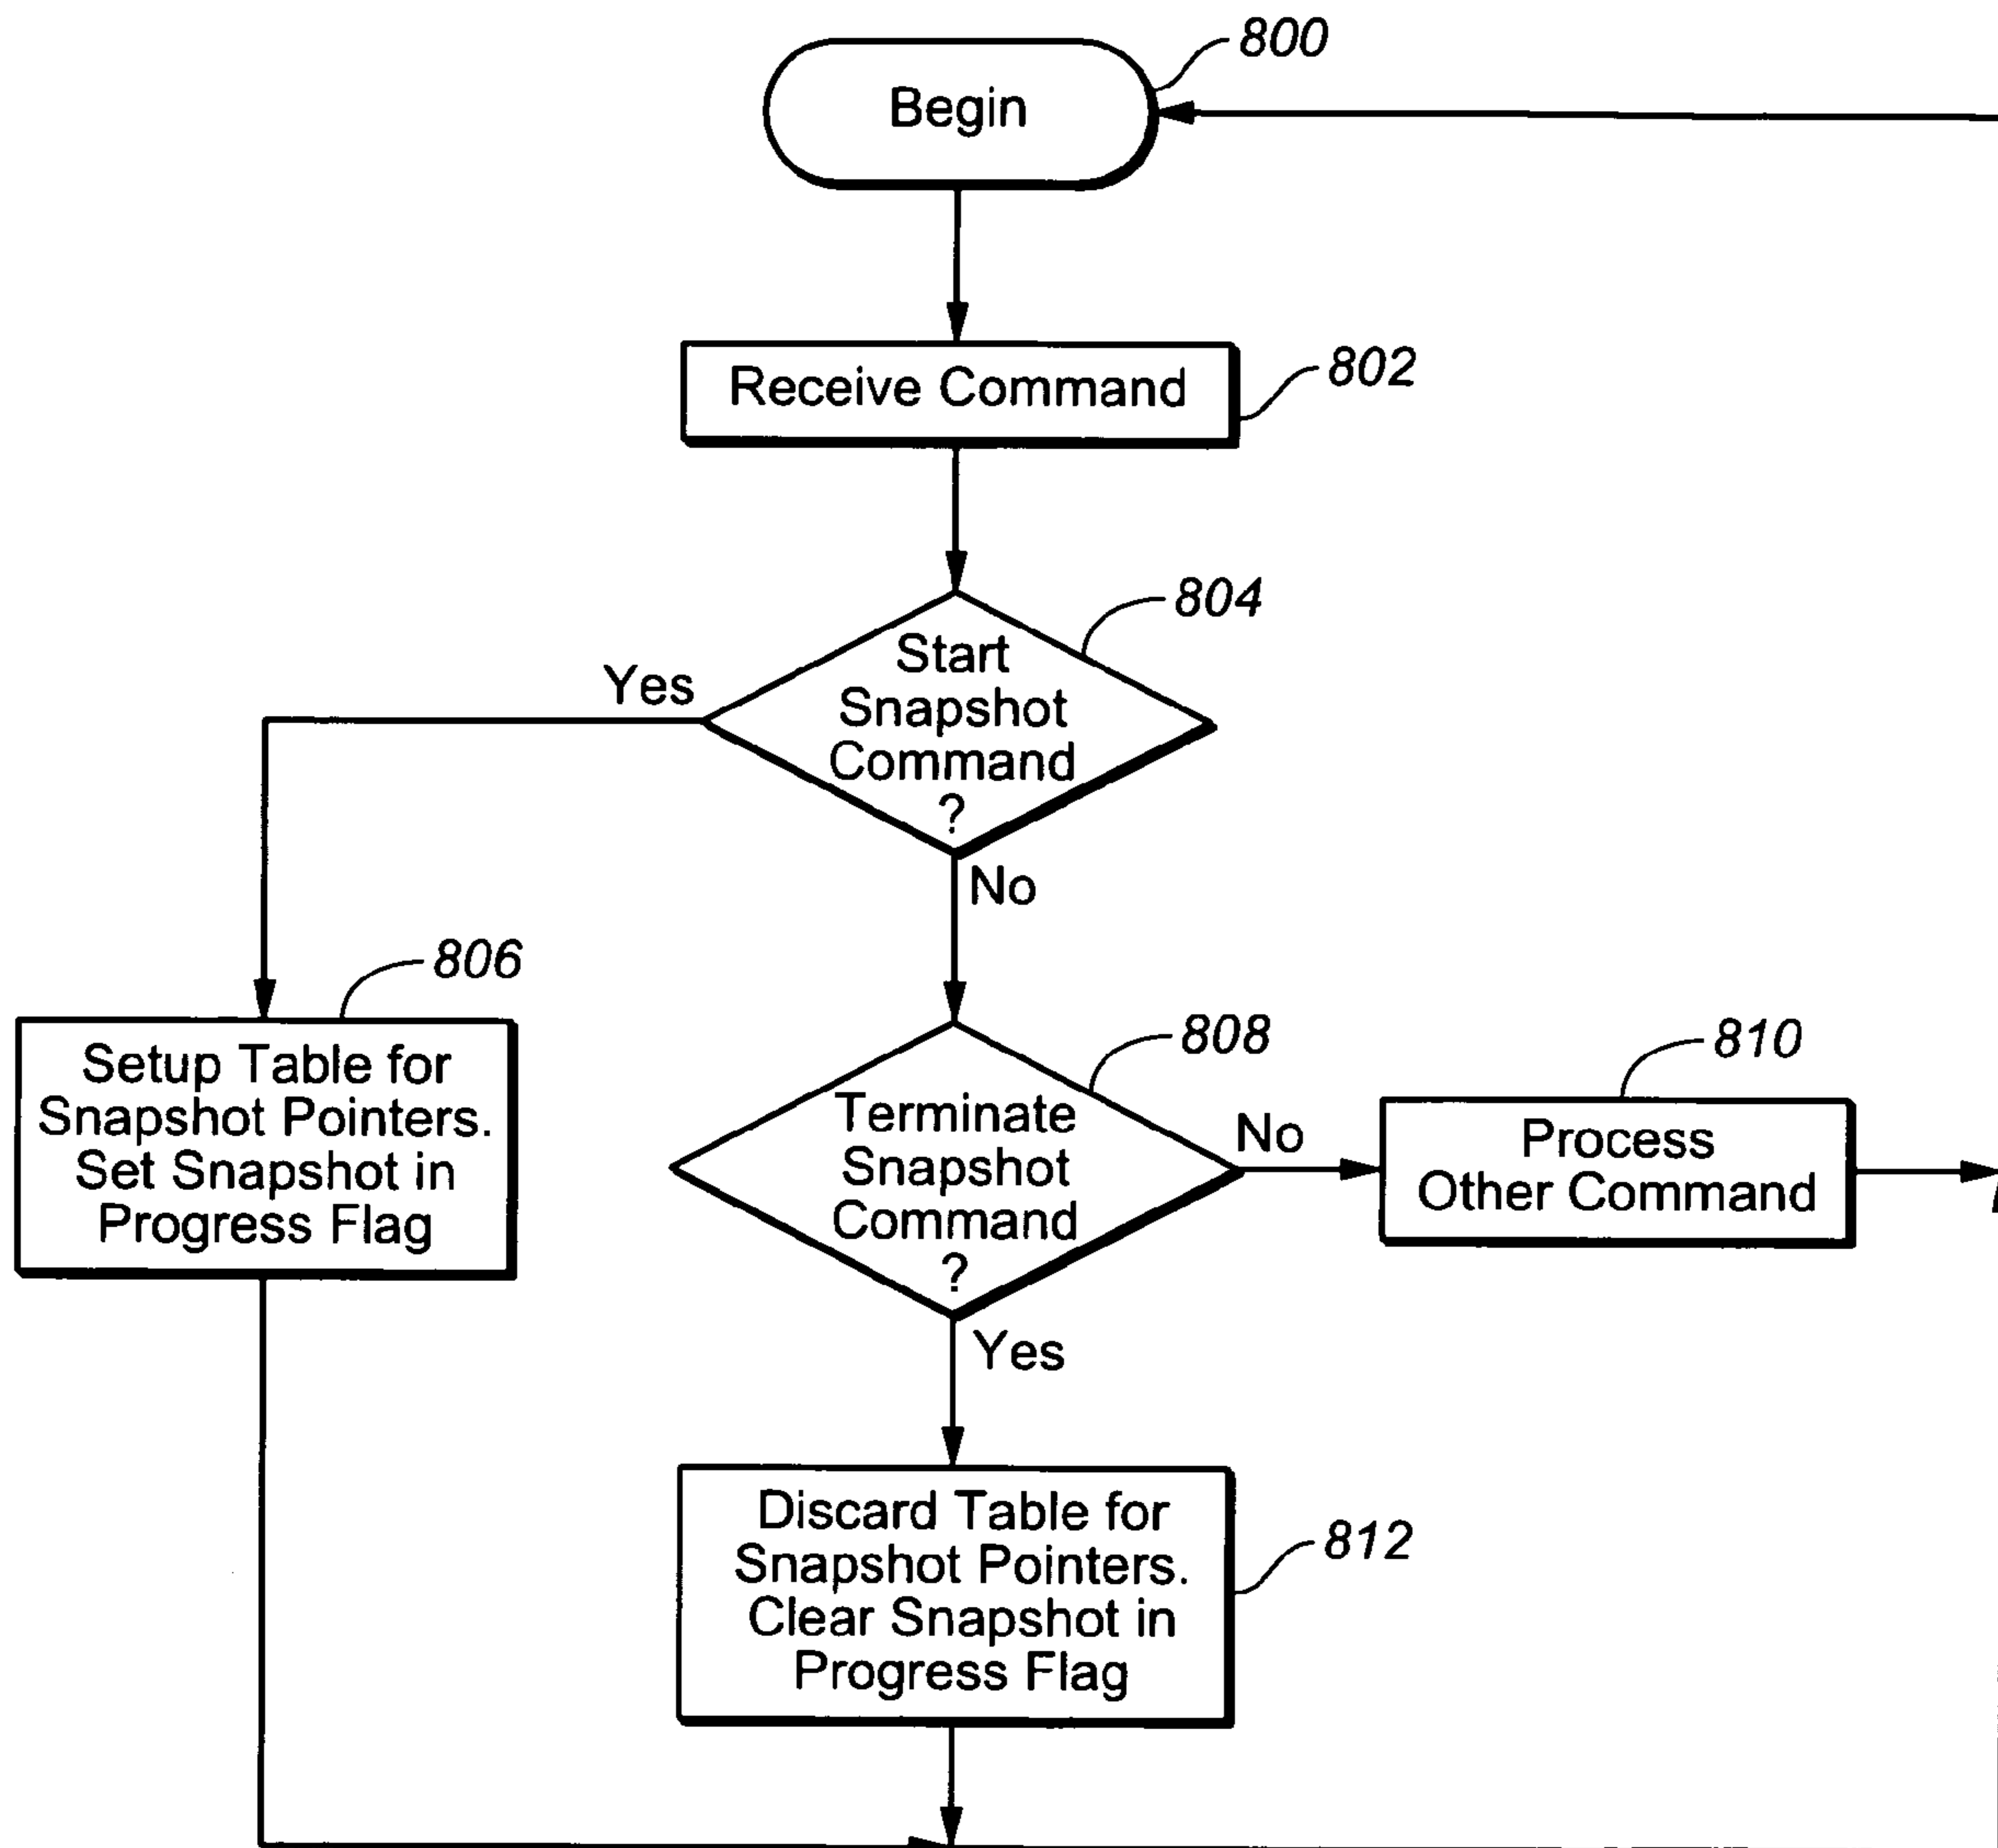 800
Begin
802
Receive Command
804
Start
Snapshot
Command
?
Yes
No
806
Setup Table for
Snapshot Pointers.
Set Snapshot in
Progress Flag
808
Terminate
Snapshot
Command
?
No
Yes
810
Process
Other Command
812
Discard Table for
Snapshot Pointers.
Clear Snapshot in
Progress Flag